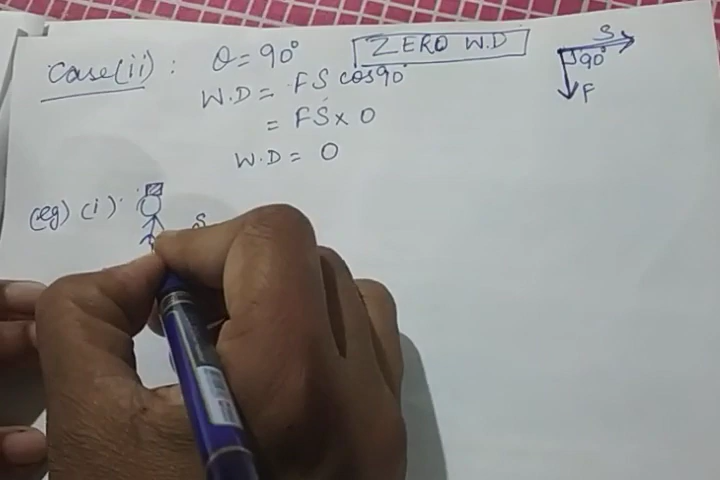 Case(ii) : θ = 90° ZERO W.D
W.D = FS cos90°
= FS x 0
W.D = 0
(eg) (i).
S
S
90°
F